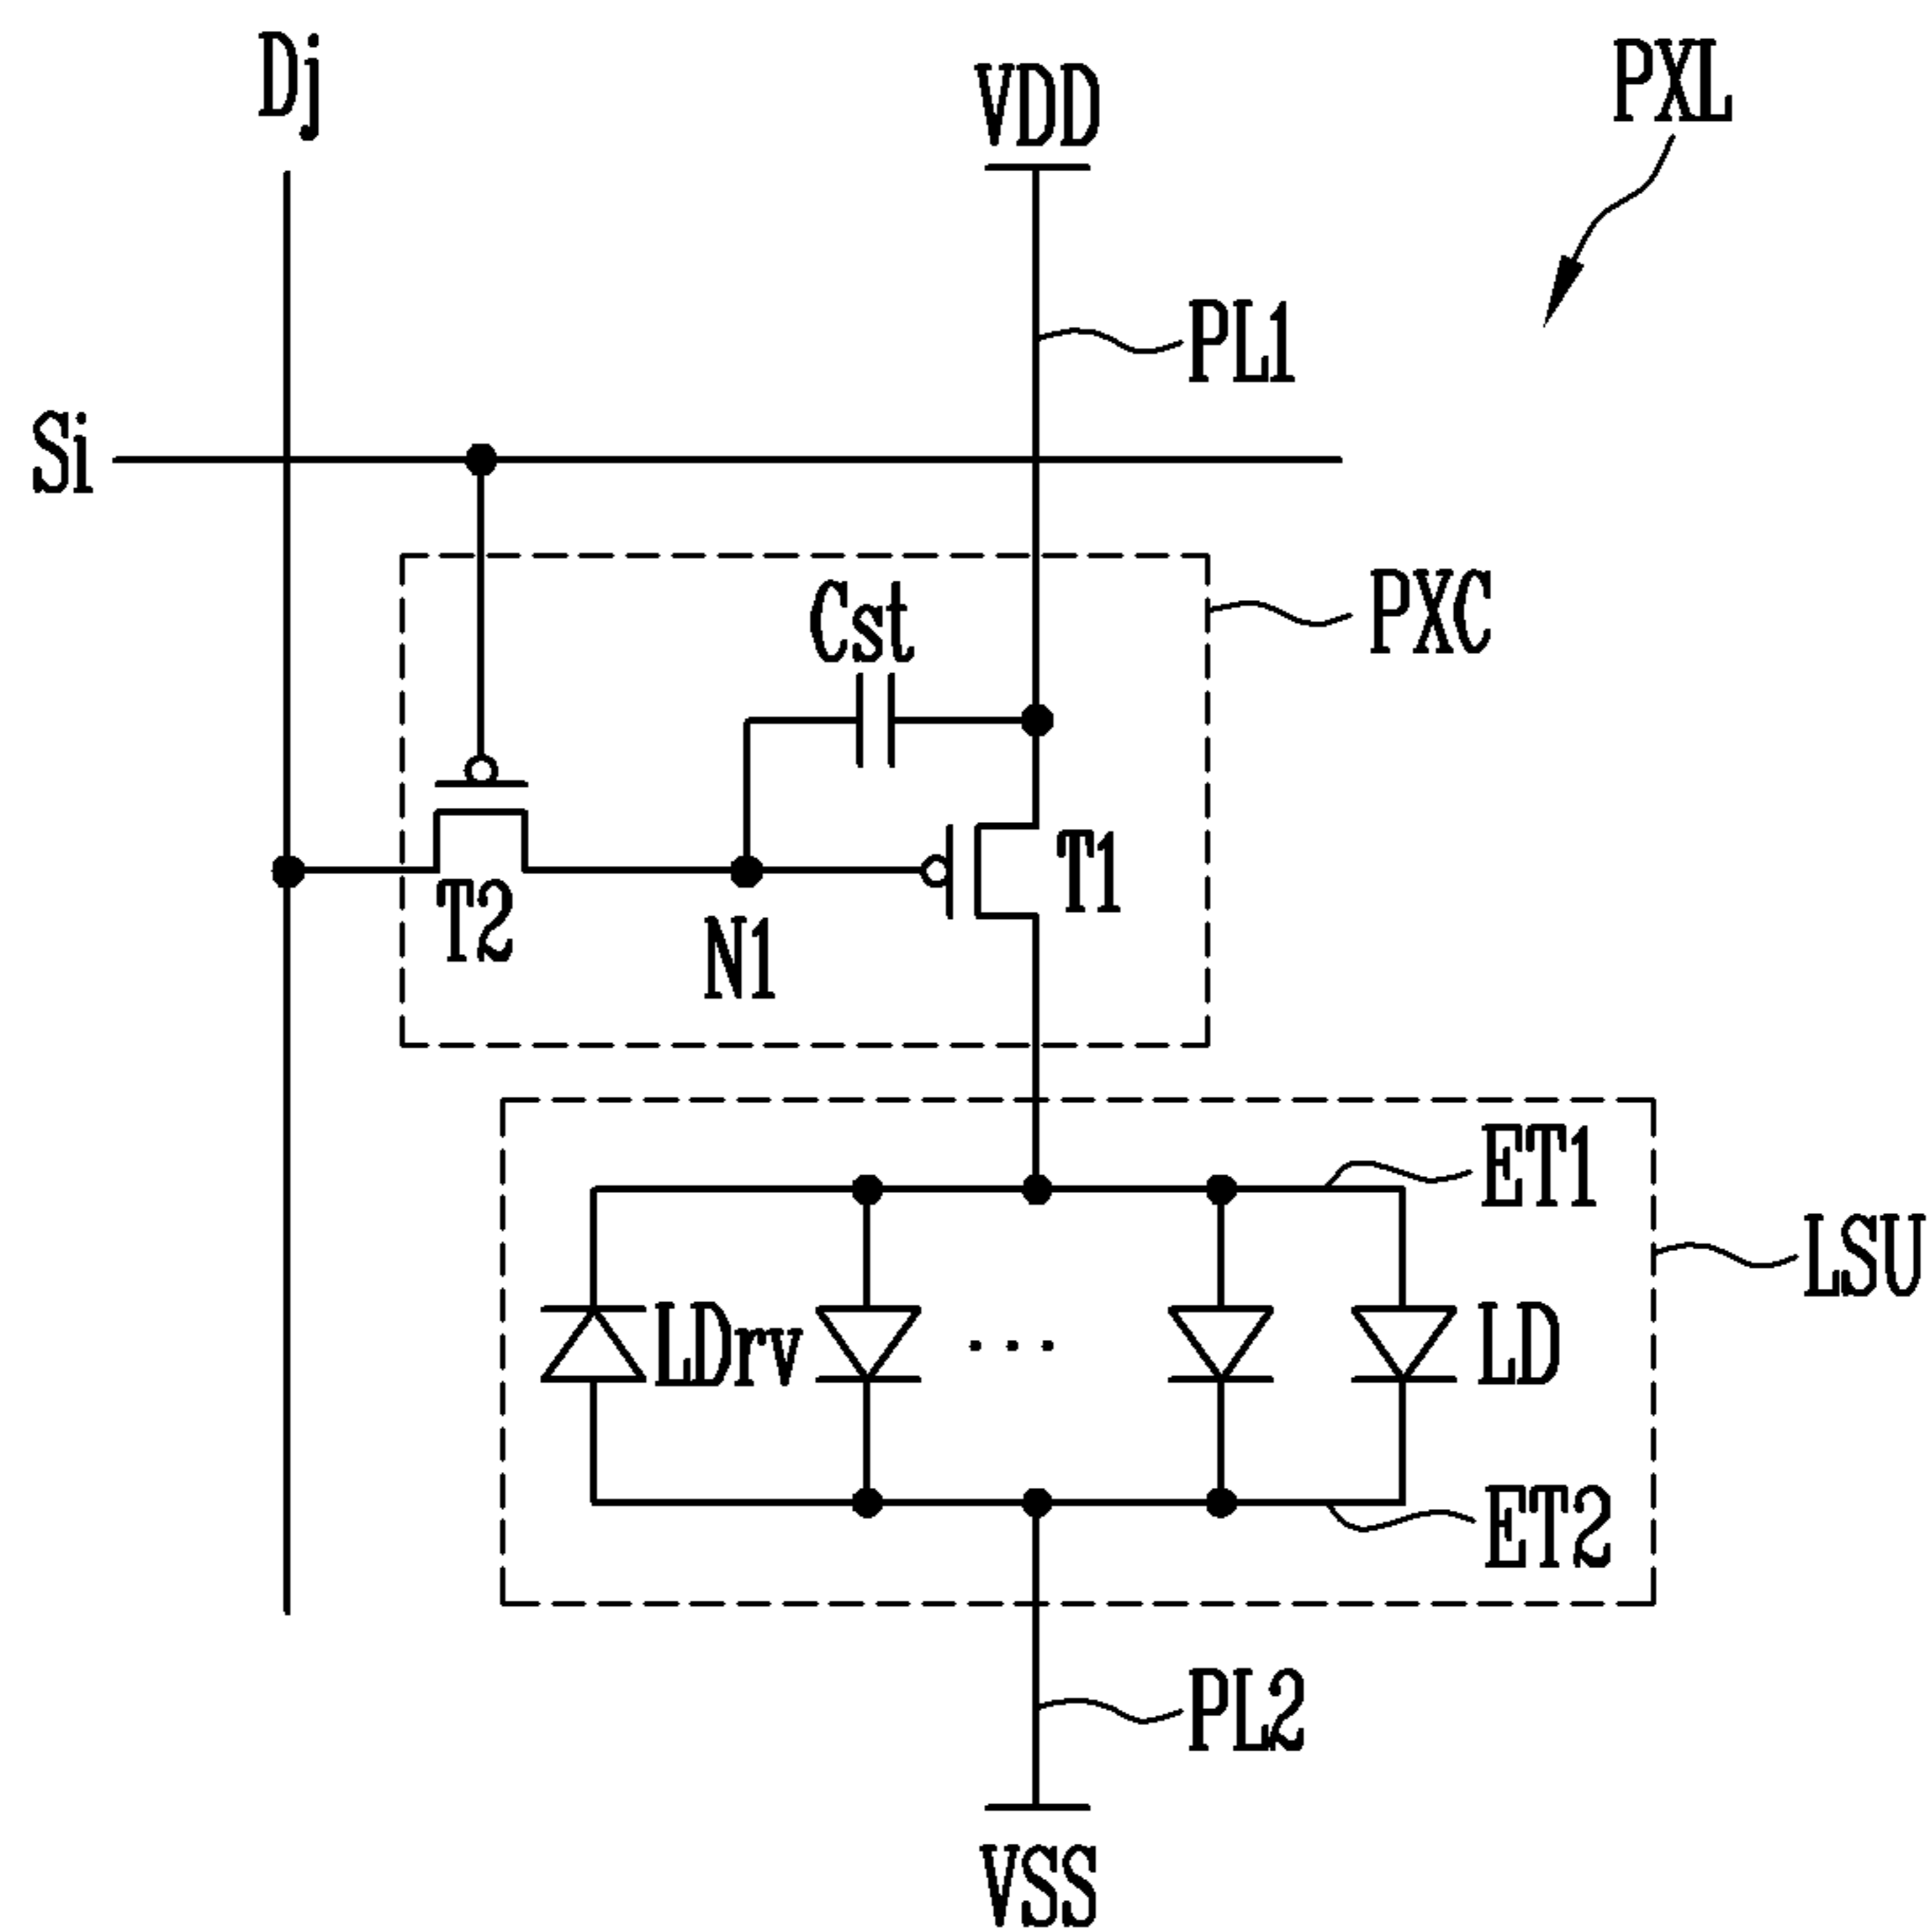 Dj
VDD
PXL
PL1
Si
PXC
Cst
T1
T2
N1
ET1
LSU
LDrv
LD
ET2
PL2
VSS